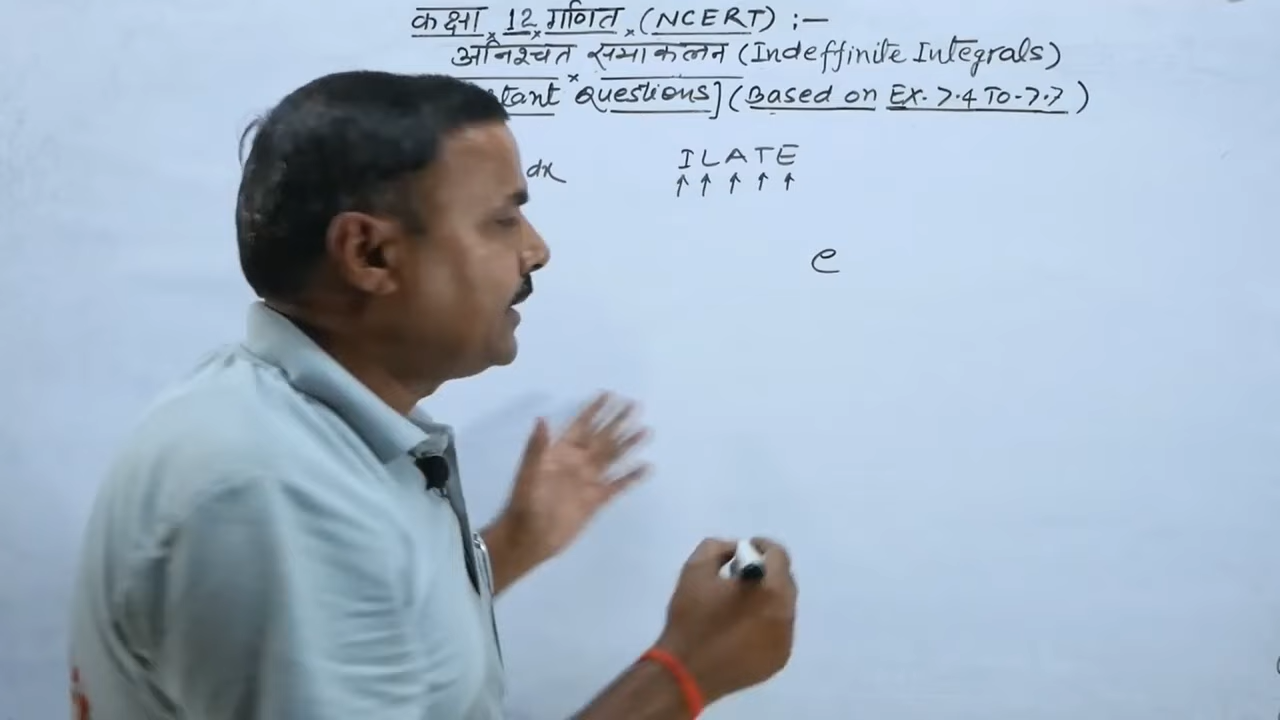 कक्षा 12 गणित (NCERT) :—
अनिश्चत समाकलन (Indeffinite Integrals)
Questions] (Based on EX. 7.4 To 7.7)
dx
I L A T E
↑ ↑ ↑ ↑ ↑
e